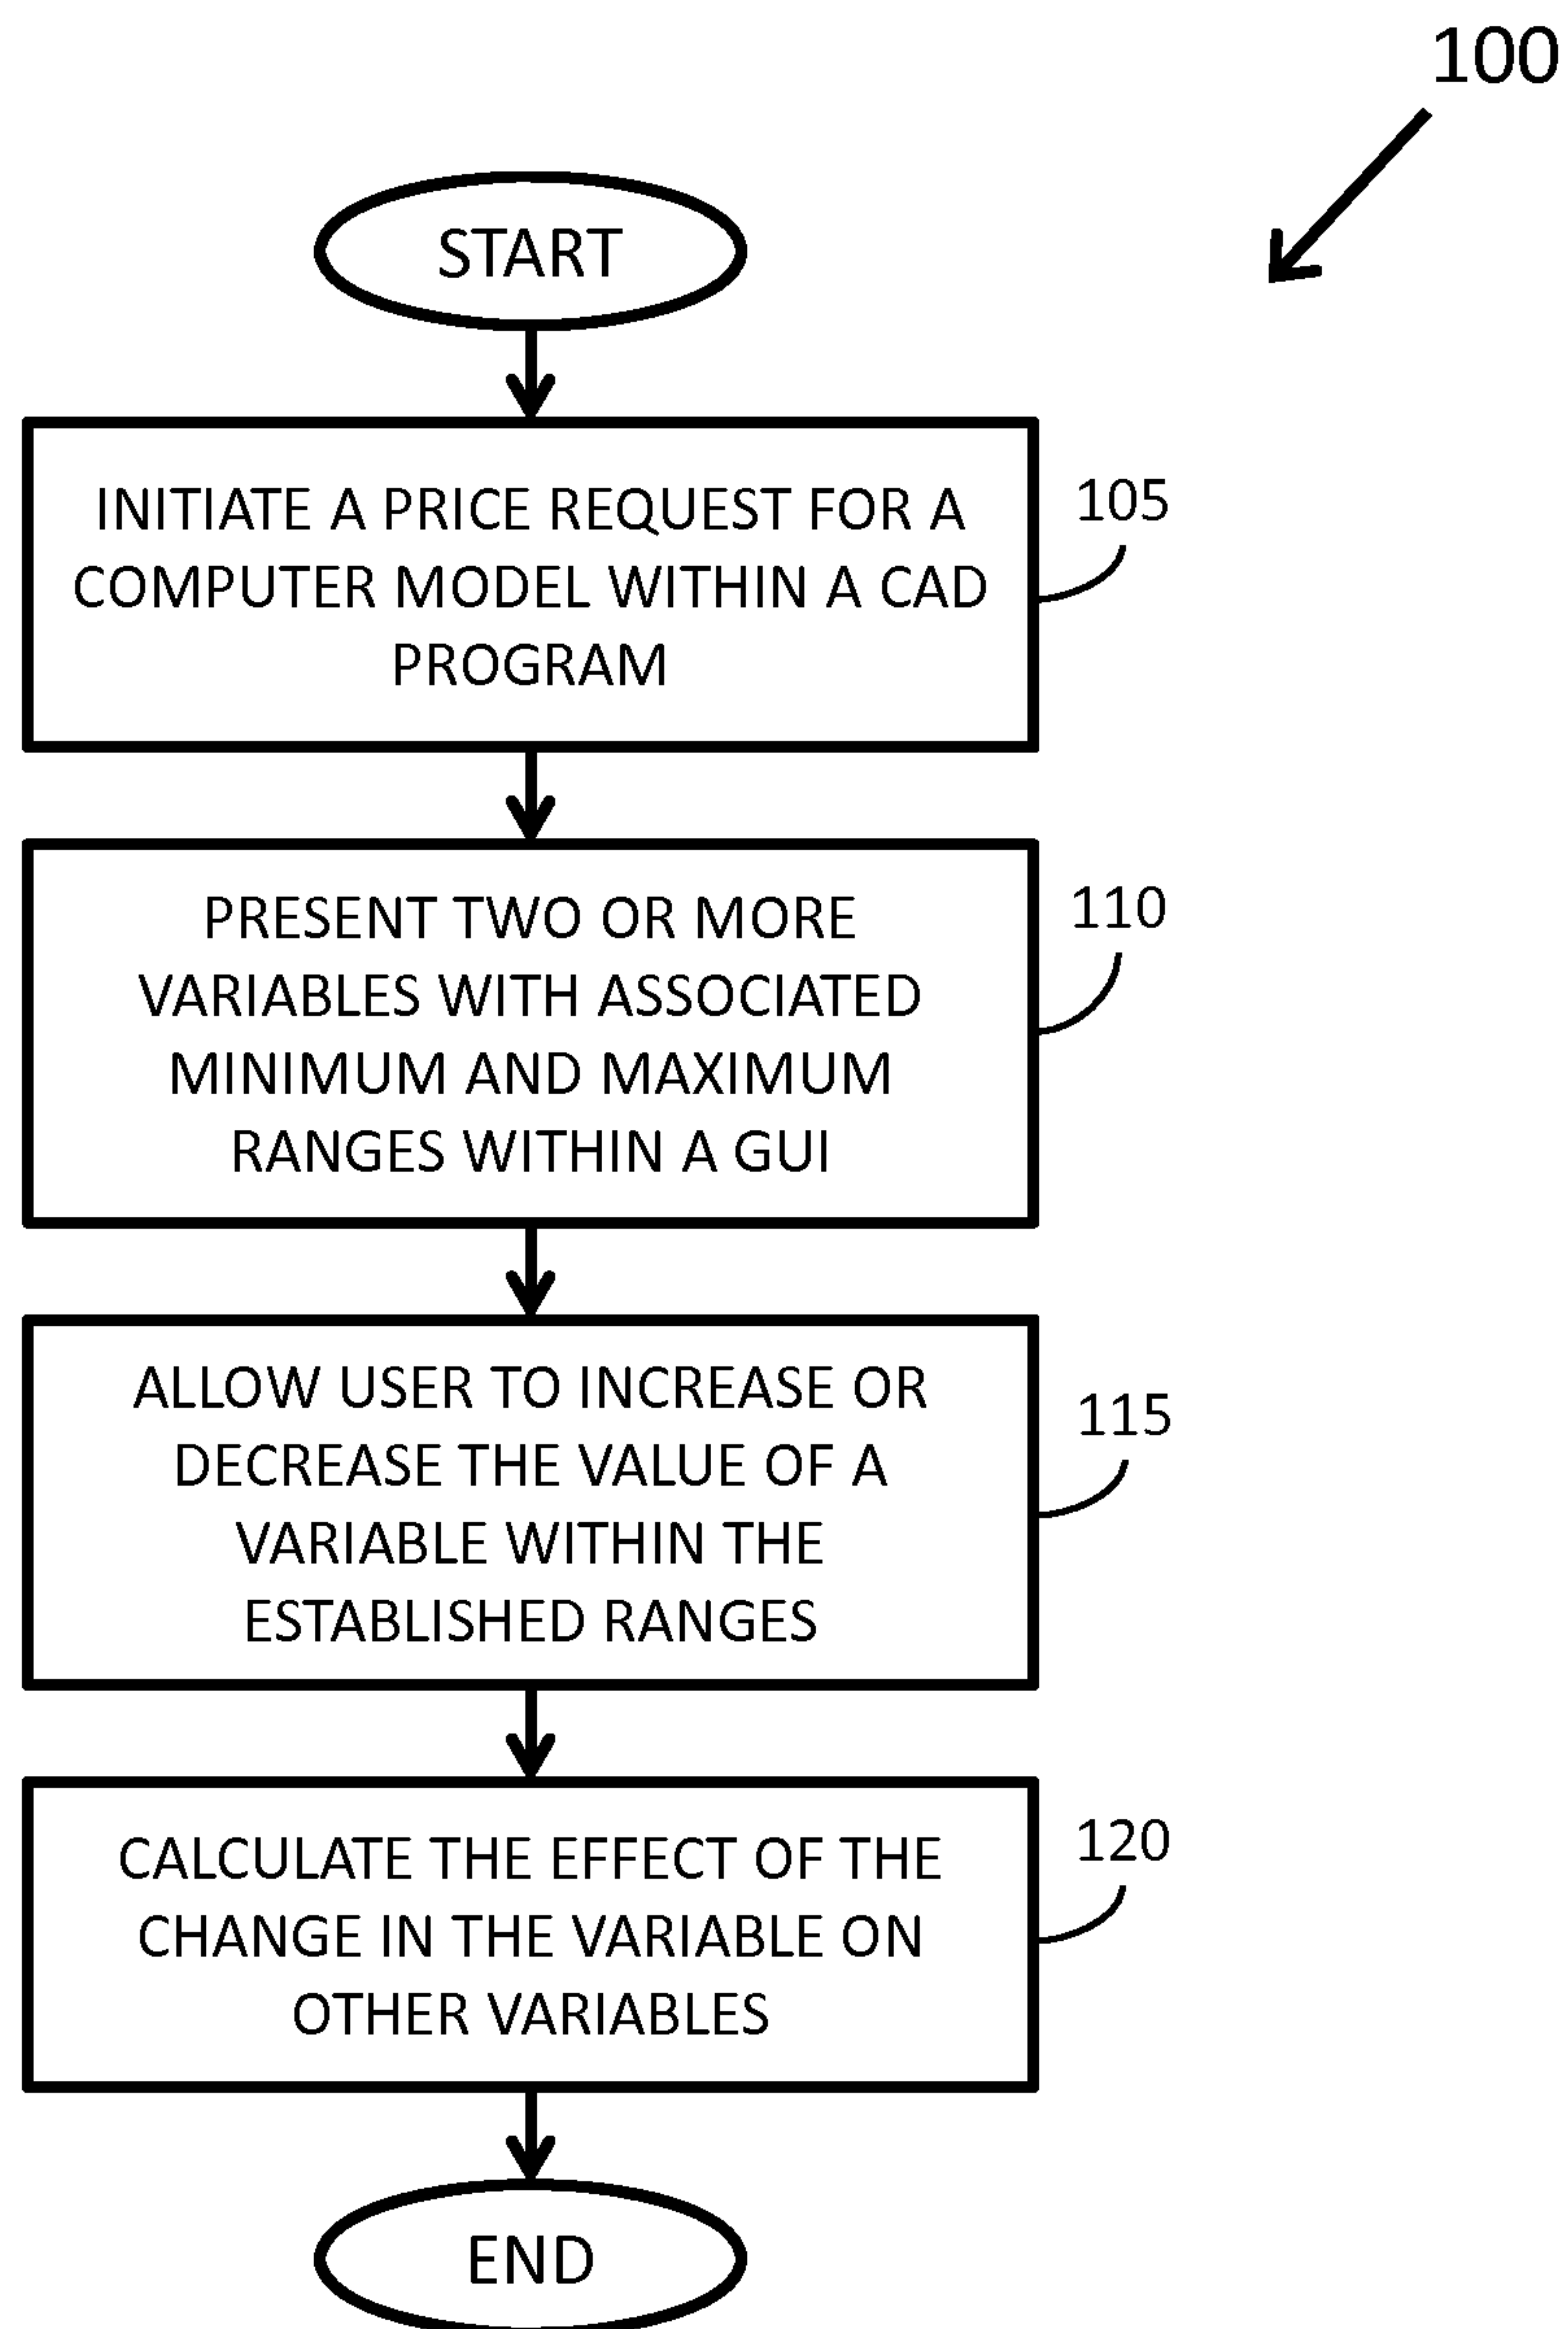 100
START
INITIATE A PRICE REQUEST FOR A
COMPUTER MODEL WITHIN A CAD
PROGRAM
105
PRESENT TWO OR MORE
VARIABLES WITH ASSOCIATED
MINIMUM AND MAXIMUM
RANGES WITHIN A GUI
110
ALLOW USER TO INCREASE OR
DECREASE THE VALUE OF A
VARIABLE WITHIN THE
ESTABLISHED RANGES
115
CALCULATE THE EFFECT OF THE
CHANGE IN THE VARIABLE ON
OTHER VARIABLES
120
END